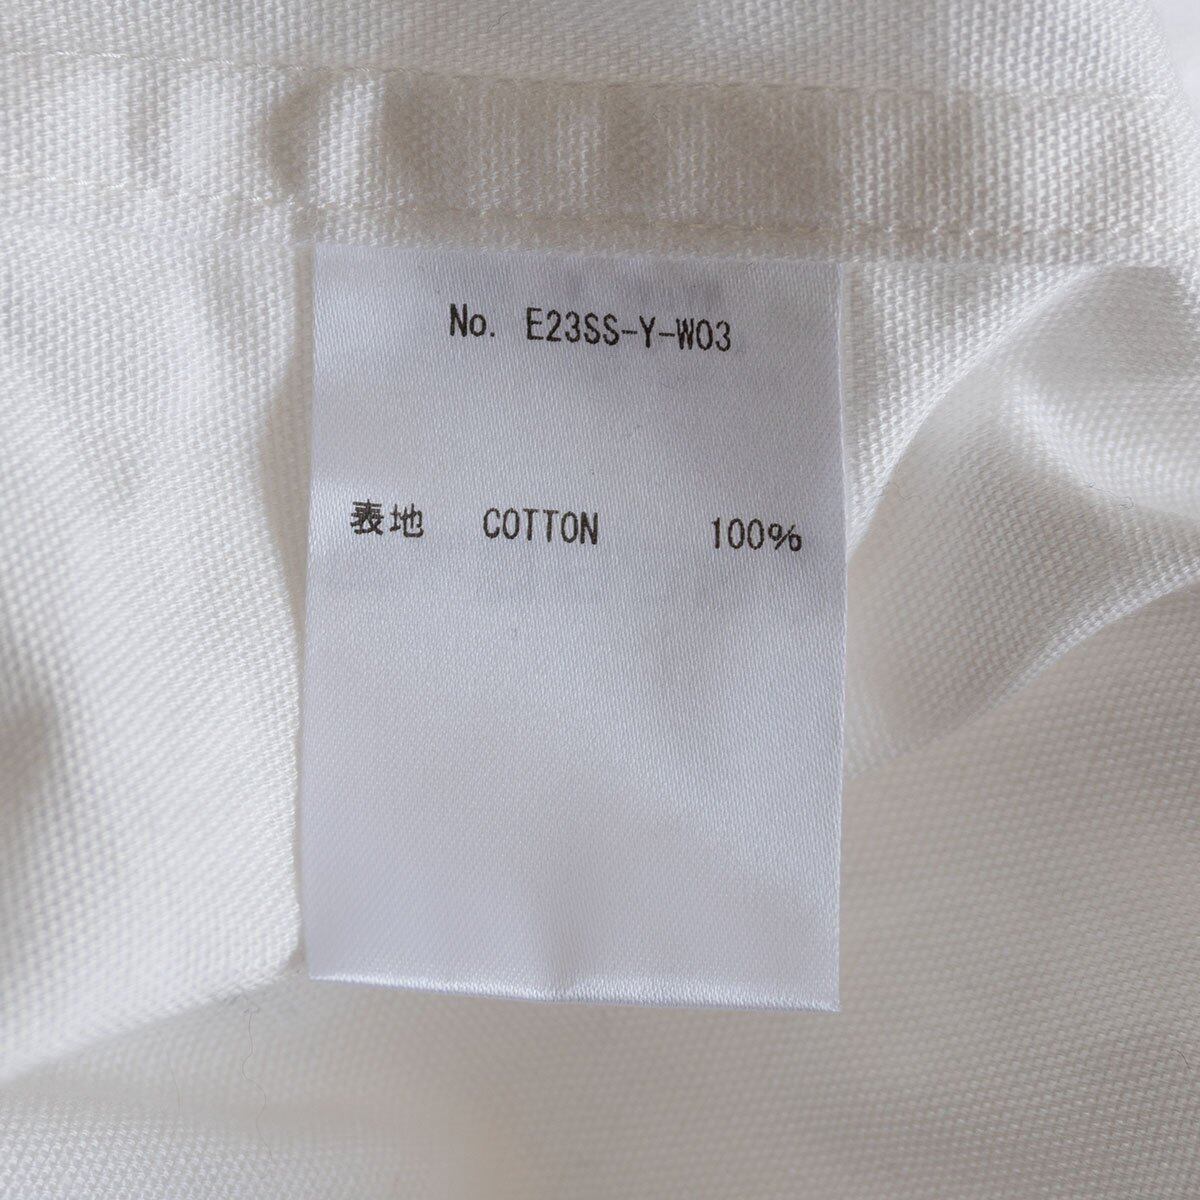 No. E23SS-Y-W03
表地 COTTON 100%